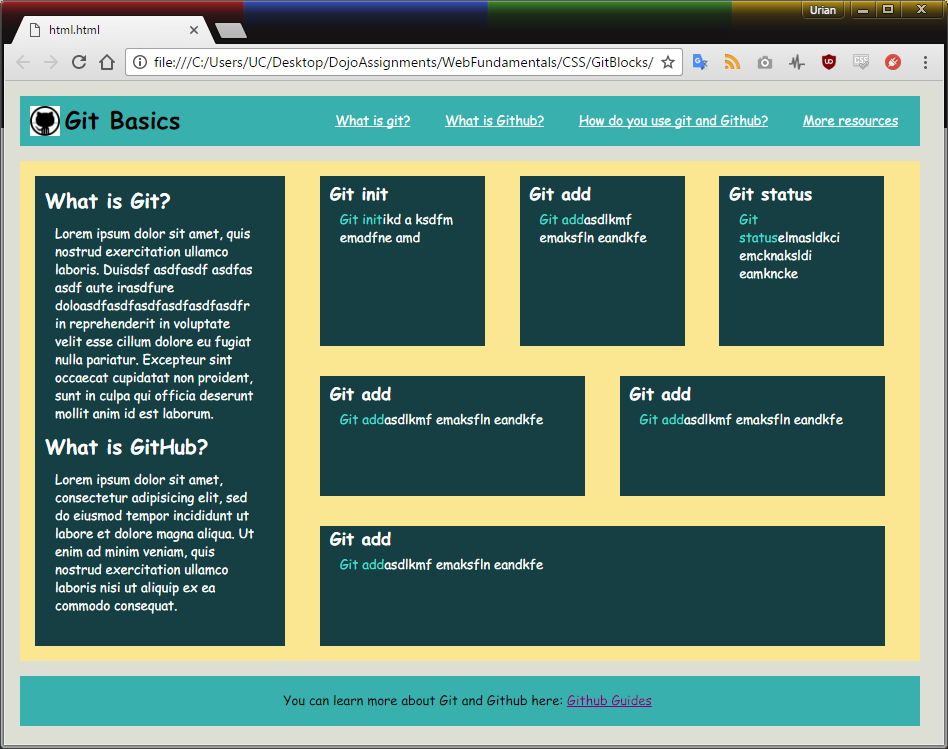 Urian
html.html
file:///C:/Users/UC/Desktop/DojoAssignments/WebFundamentals/CSS/GitBlocks/
Git Basics
What is git?
What is Github?
How do you use git and Github?
More resources
What is Git?
Lorem ipsum dolor sit amet, quis
nostrud exercitation ullamco
laboris. Duisdsf asdfasdf asdfas
asdf aute irasdfure
doloasdfasdfasdfasdfasdfasdfr
in reprehenderit in voluptate
velit esse cillum dolore eu fugiat
nulla pariatur. Excepteur sint
occaecat cupidatat non proident,
sunt in culpa qui officia deserunt
mollit anim id est laborum.
What is GitHub?
Lorem ipsum dolor sit amet,
consectetur adipisicing elit, sed
do eiusmod tempor incididunt ut
labore et dolore magna aliqua. Ut
enim ad minim veniam, quis
nostrud exercitation ullamco
laboris nisi ut aliquip ex ea
commodo consequat.
Git init
Git initikd a ksdfm
emadfne amd
Git add
Git addasdlkmf
emaksfln eandkfe
Git status
Git
statuselmasldkci
emcknaksldi
eamkncke
Git add
Git addasdlkmf emaksfln eandkfe
Git add
Git addasdlkmf emaksfln eandkfe
Git add
Git addasdlkmf emaksfln eandkfe
You can learn more about Git and Github here: Github Guides